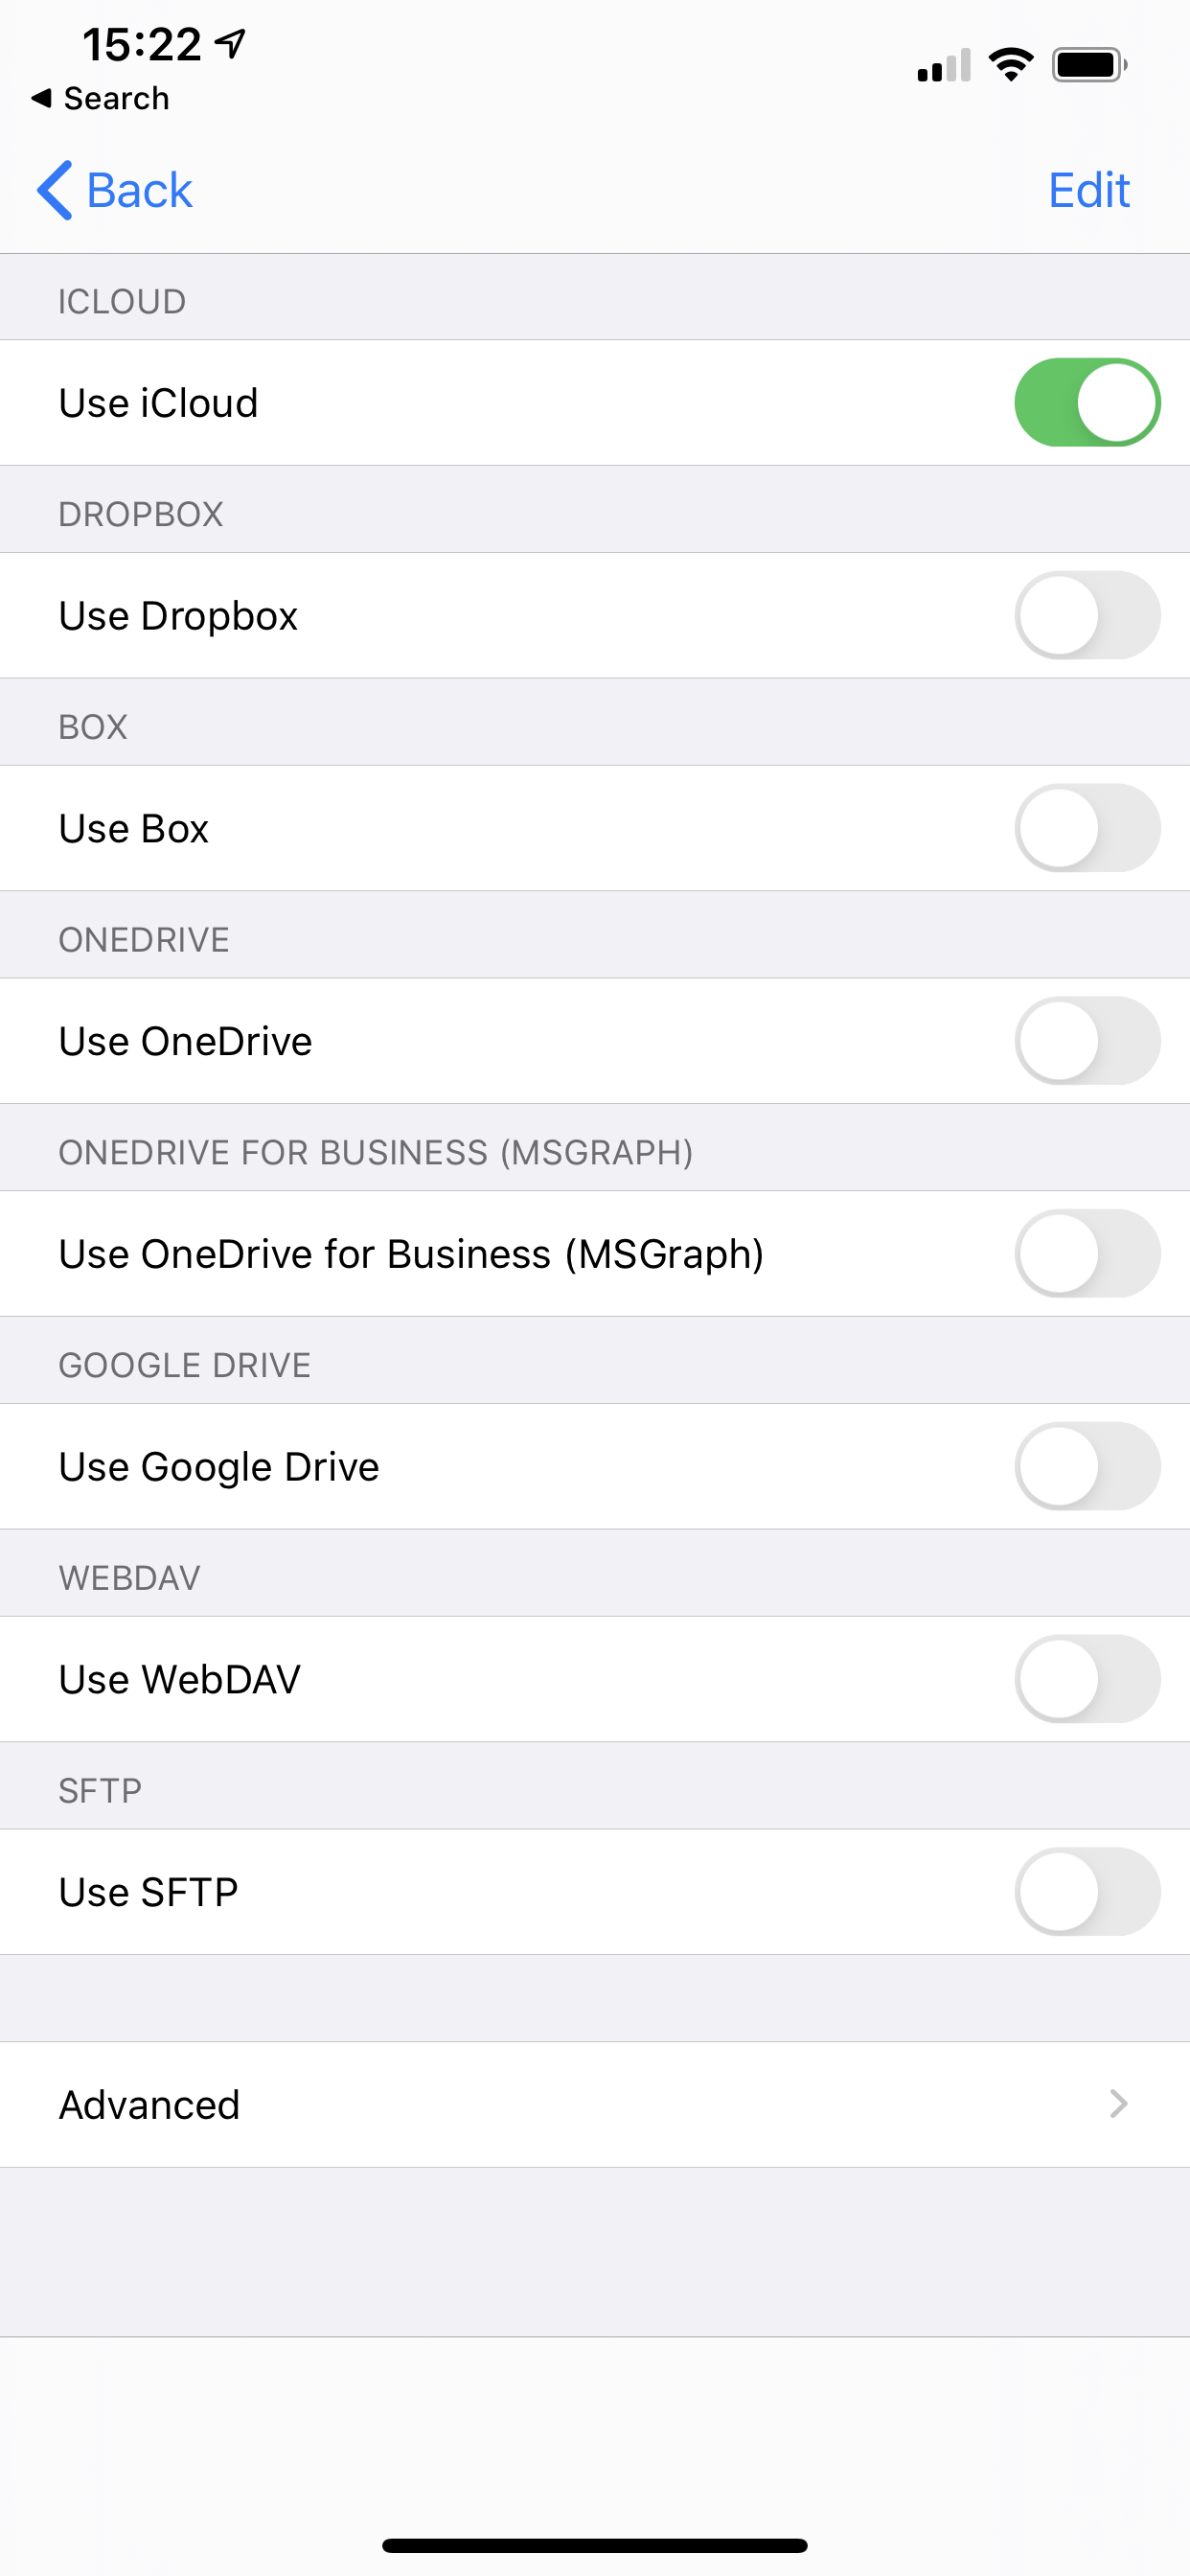 15:22
Search
Back
Edit
ICLOUD
Use iCloud
DROPBOX
Use Dropbox
BOX
Use Box
ONEDRIVE
Use OneDrive
ONEDRIVE FOR BUSINESS (MSGRAPH)
Use OneDrive for Business (MSGraph)
GOOGLE DRIVE
Use Google Drive
WEBDAV
Use WebDAV
SFTP
Use SFTP
Advanced